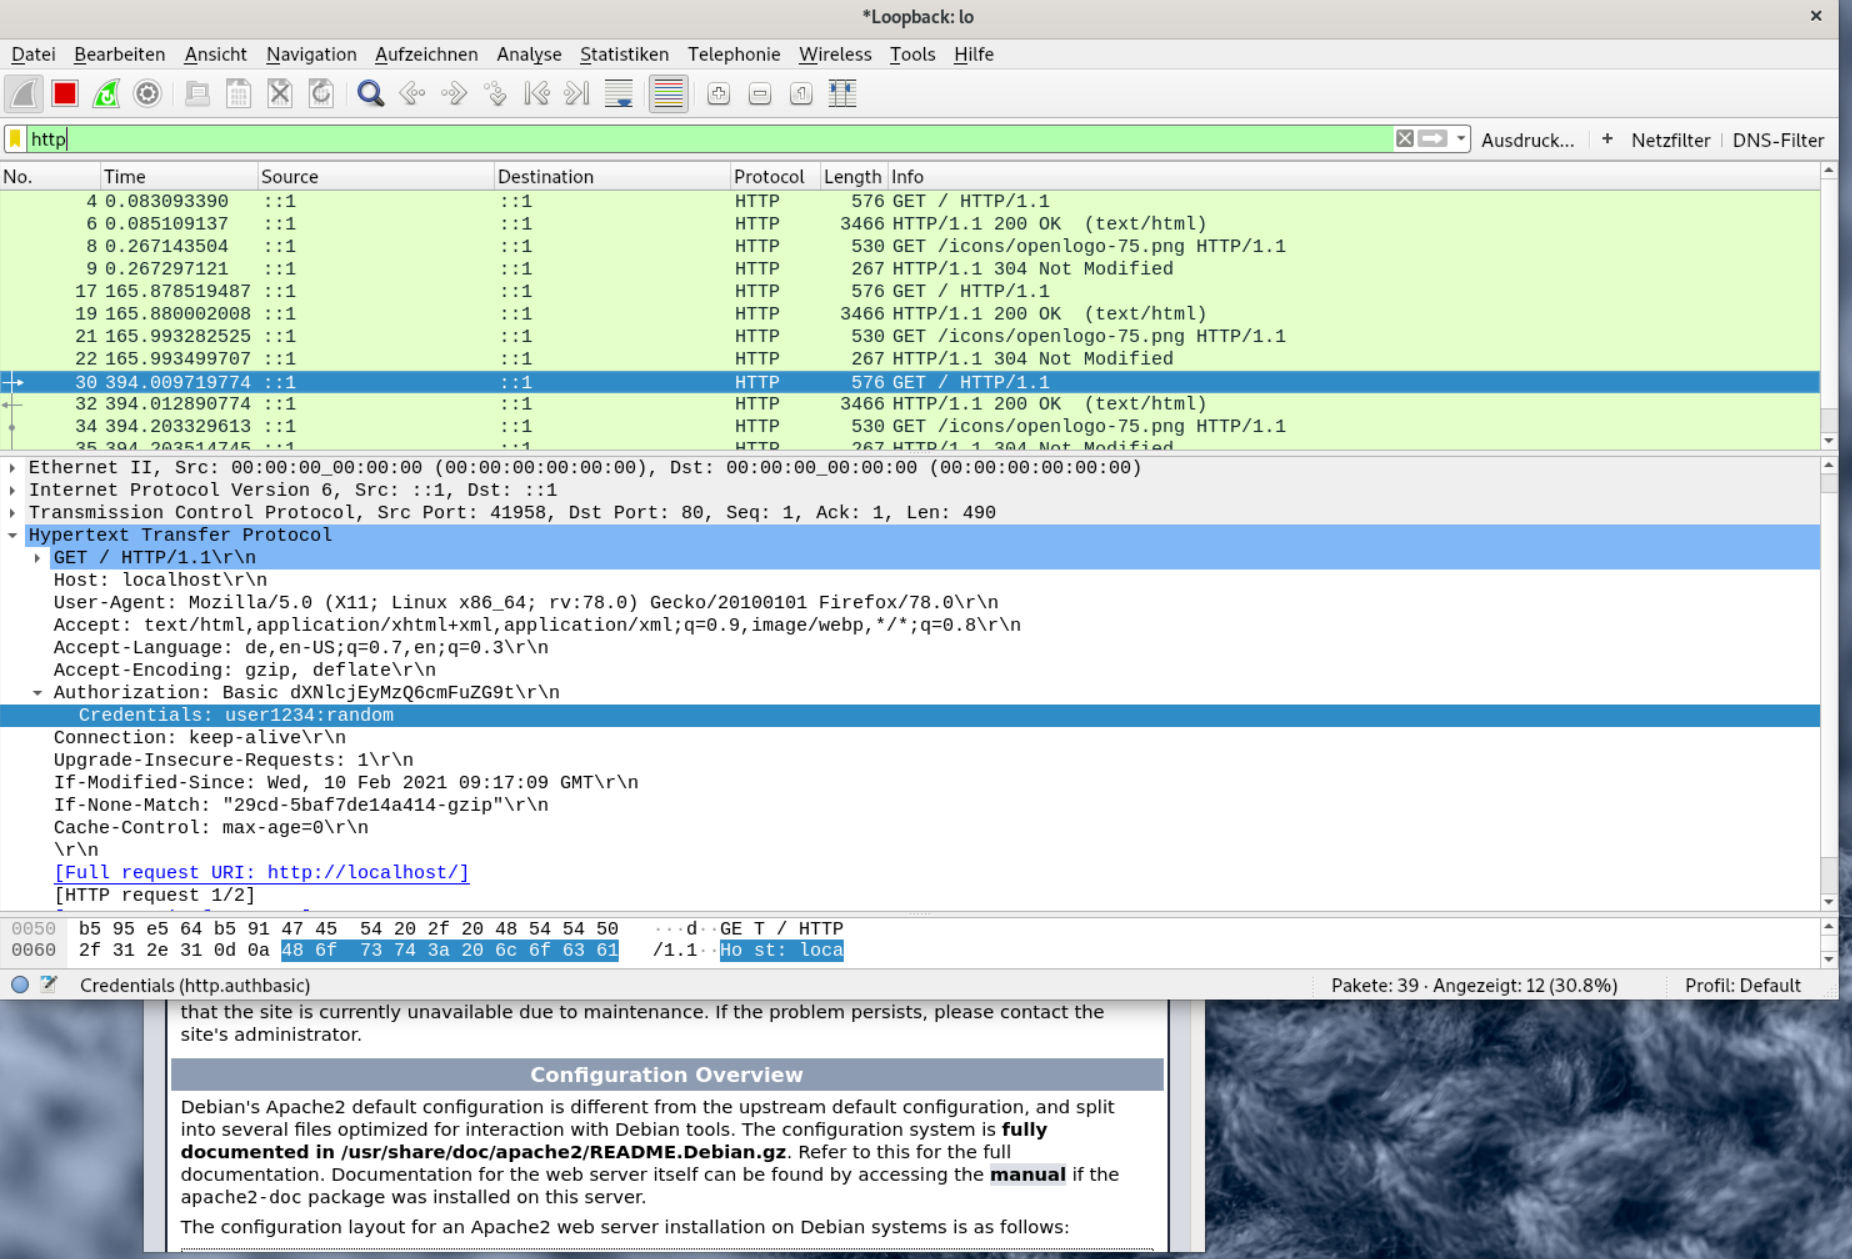 *Loopback: lo
Datei Bearbeiten Ansicht Navigation Aufzeichnen Analyse Statistiken Telephonie Wireless Tools Hilfe
http
Ausdruck… + Netzfilter DNS-Filter
No. Time Source Destination Protocol Length Info
4 0.083093390 ::1 ::1 HTTP 576 GET / HTTP/1.1
6 0.085109137 ::1 ::1 HTTP 3466 HTTP/1.1 200 OK (text/html)
8 0.267143504 ::1 ::1 HTTP 530 GET /icons/openlogo-75.png HTTP/1.1
9 0.267297121 ::1 ::1 HTTP 267 HTTP/1.1 304 Not Modified
17 165.878519487 ::1 ::1 HTTP 576 GET / HTTP/1.1
19 165.880002008 ::1 ::1 HTTP 3466 HTTP/1.1 200 OK (text/html)
21 165.993282525 ::1 ::1 HTTP 530 GET /icons/openlogo-75.png HTTP/1.1
22 165.993499707 ::1 ::1 HTTP 267 HTTP/1.1 304 Not Modified
30 394.009719774 ::1 ::1 HTTP 576 GET / HTTP/1.1
32 394.012890774 ::1 ::1 HTTP 3466 HTTP/1.1 200 OK (text/html)
34 394.203329613 ::1 ::1 HTTP 530 GET /icons/openlogo-75.png HTTP/1.1
35 394.203514745 ::1 ::1 HTTP 267 HTTP/1.1 304 Not Modified
Ethernet II, Src: 00:00:00_00:00:00 (00:00:00:00:00:00), Dst: 00:00:00_00:00:00 (00:00:00:00:00:00)
Internet Protocol Version 6, Src: ::1, Dst: ::1
Transmission Control Protocol, Src Port: 41958, Dst Port: 80, Seq: 1, Ack: 1, Len: 490
Hypertext Transfer Protocol
GET / HTTP/1.1\r\n
Host: localhost\r\n
User-Agent: Mozilla/5.0 (X11; Linux x86_64; rv:78.0) Gecko/20100101 Firefox/78.0\r\n
Accept: text/html,application/xhtml+xml,application/xml;q=0.9,image/webp,*/*;q=0.8\r\n
Accept-Language: de,en-US;q=0.7,en;q=0.3\r\n
Accept-Encoding: gzip, deflate\r\n
Authorization: Basic dXNlcjEyMzQ6cmFuZG9t\r\n
Credentials: user1234:random
Connection: keep-alive\r\n
Upgrade-Insecure-Requests: 1\r\n
If-Modified-Since: Wed, 10 Feb 2021 09:17:09 GMT\r\n
If-None-Match: "29cd-5baf7de14a414-gzip"\r\n
Cache-Control: max-age=0\r\n
\r\n
[Full request URI: http://localhost/]
[HTTP request 1/2]
0050 b5 95 e5 64 b5 91 47 45 54 20 2f 20 48 54 54 50 ···d··GE T / HTTP
0060 2f 31 2e 31 0d 0a 48 6f 73 74 3a 20 6c 6f 63 61 /1.1··Ho st: loca
Credentials (http.authbasic) Pakete: 39 · Angezeigt: 12 (30.8%) Profil: Default
that the site is currently unavailable due to maintenance. If the problem persists, please contact the
site's administrator.
Configuration Overview
Debian's Apache2 default configuration is different from the upstream default configuration, and split
into several files optimized for interaction with Debian tools. The configuration system is fully
documented in /usr/share/doc/apache2/README.Debian.gz. Refer to this for the full
documentation. Documentation for the web server itself can be found by accessing the manual if the
apache2-doc package was installed on this server.
The configuration layout for an Apache2 web server installation on Debian systems is as follows: